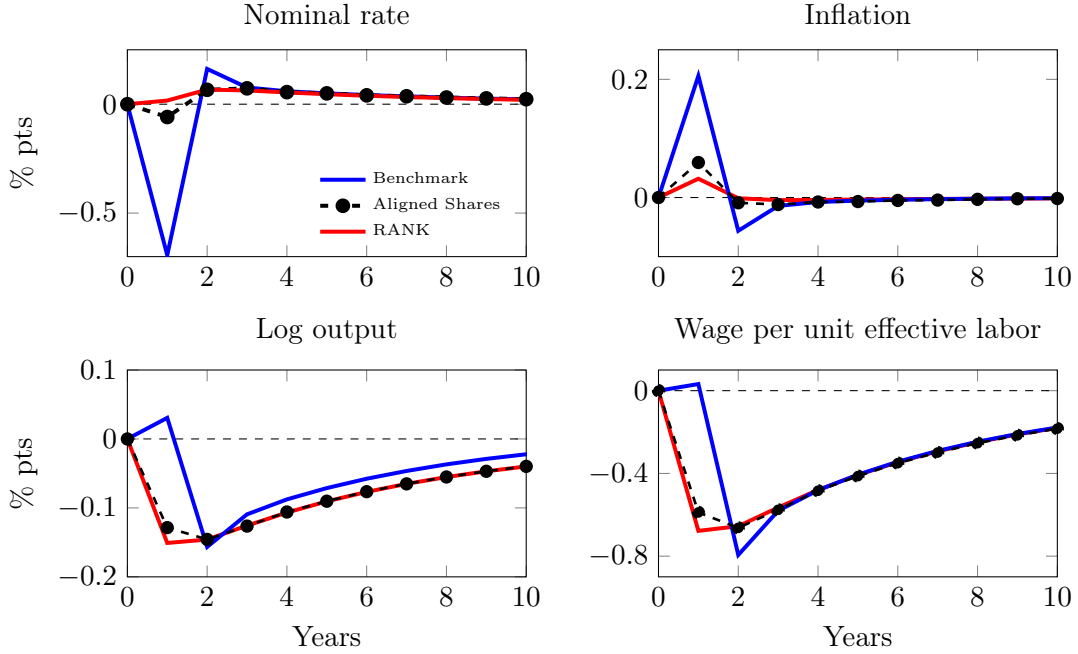 Nominal rate
Inflation
% pts
0
−0.5
0 2 4 6 8 10
Benchmark
Aligned Shares
RANK
0.2
0
0 2 4 6 8 10
Log output
Wage per unit effective labor
% pts
0.1
0
−0.1
−0.2
0 2 4 6 8 10
Years
0
−0.4
−0.8
0 2 4 6 8 10
Years